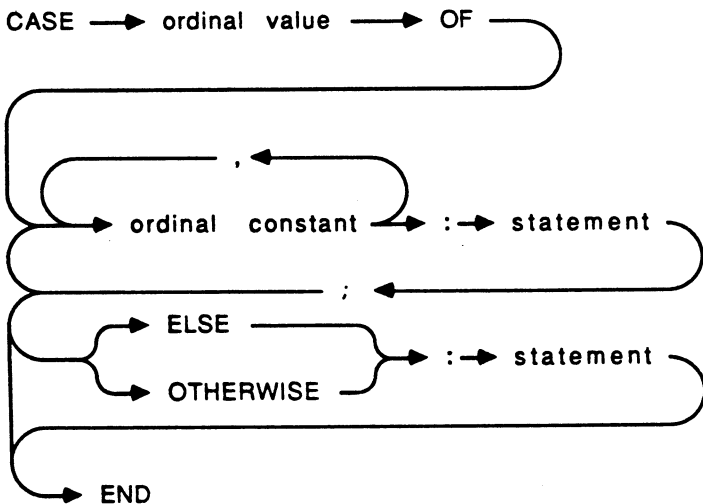 CASE ordinal value OF
,
ordinal constant : statement
;
ELSE
: statement
OTHERWISE
END